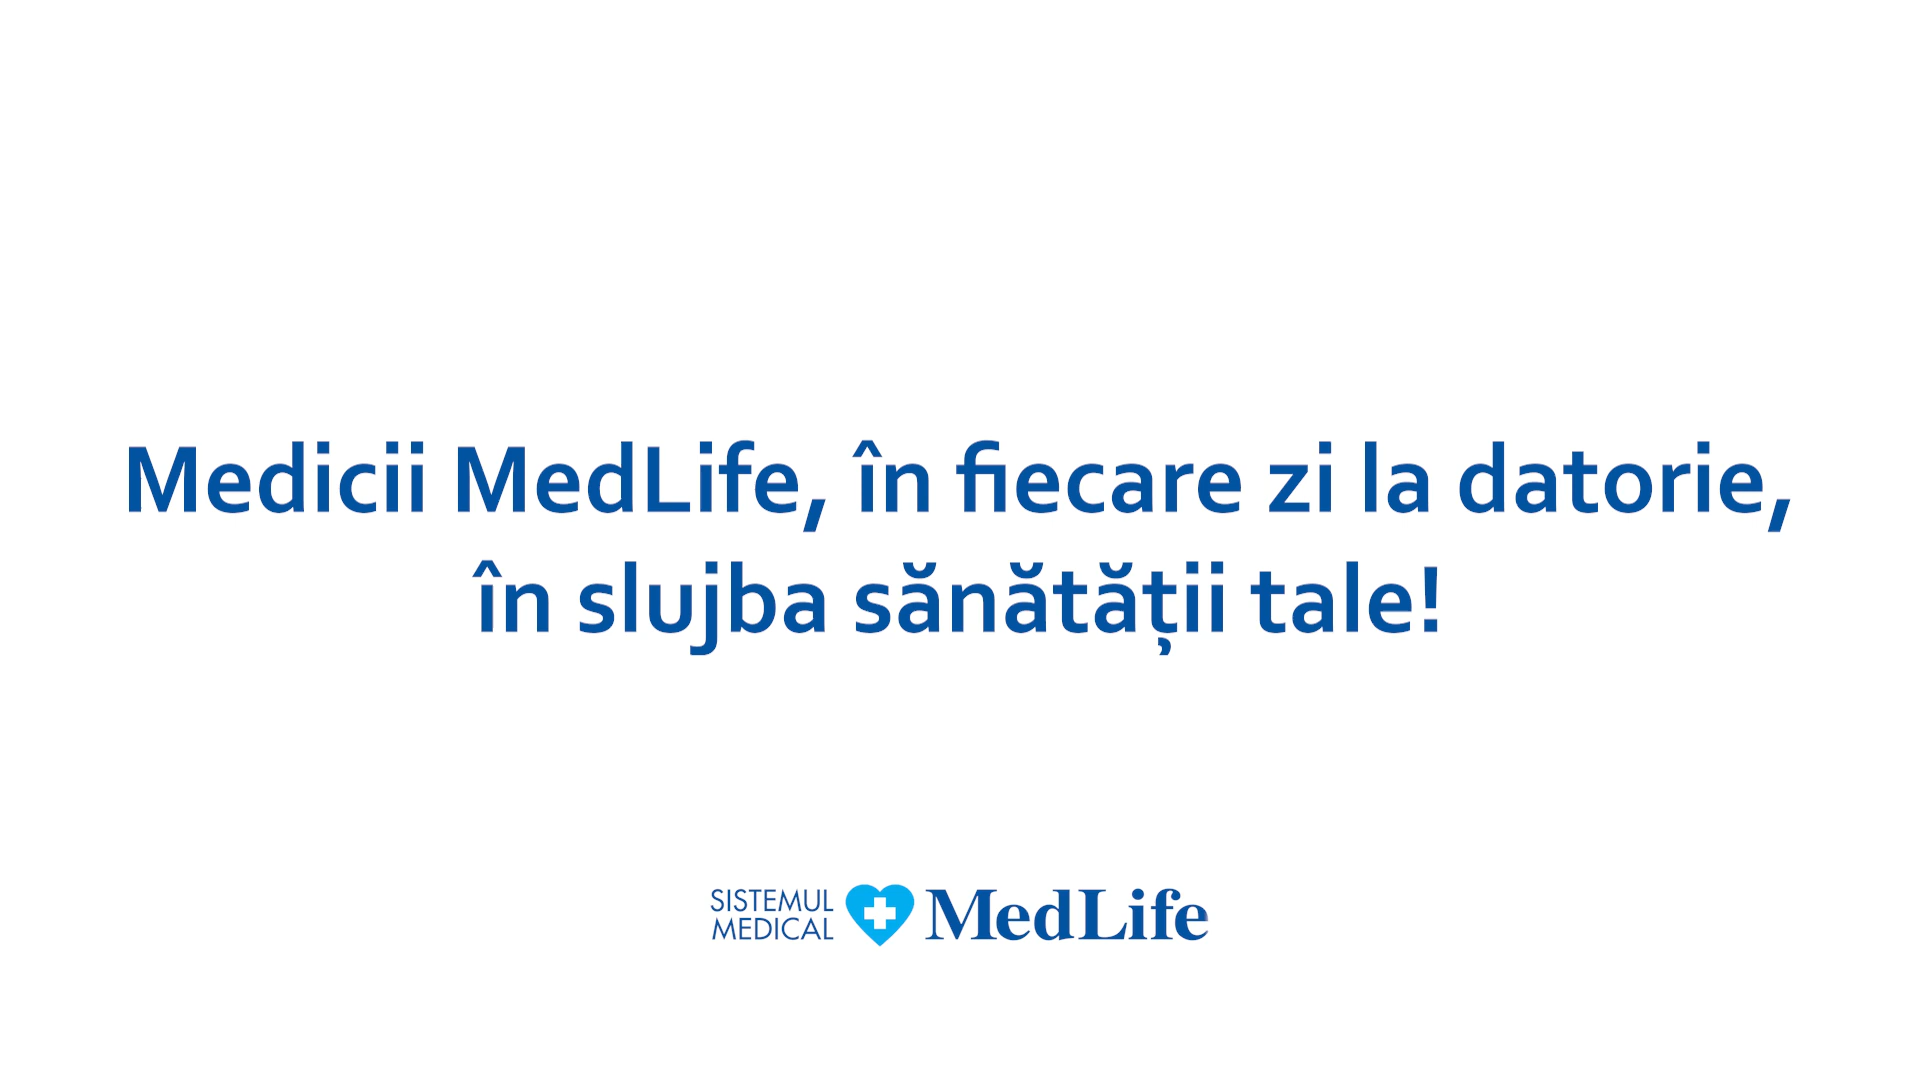 Medicii MedLife, în fiecare zi la datorie,
în slujba sănătății tale!
SISTEMUL
MEDICAL
MedLife